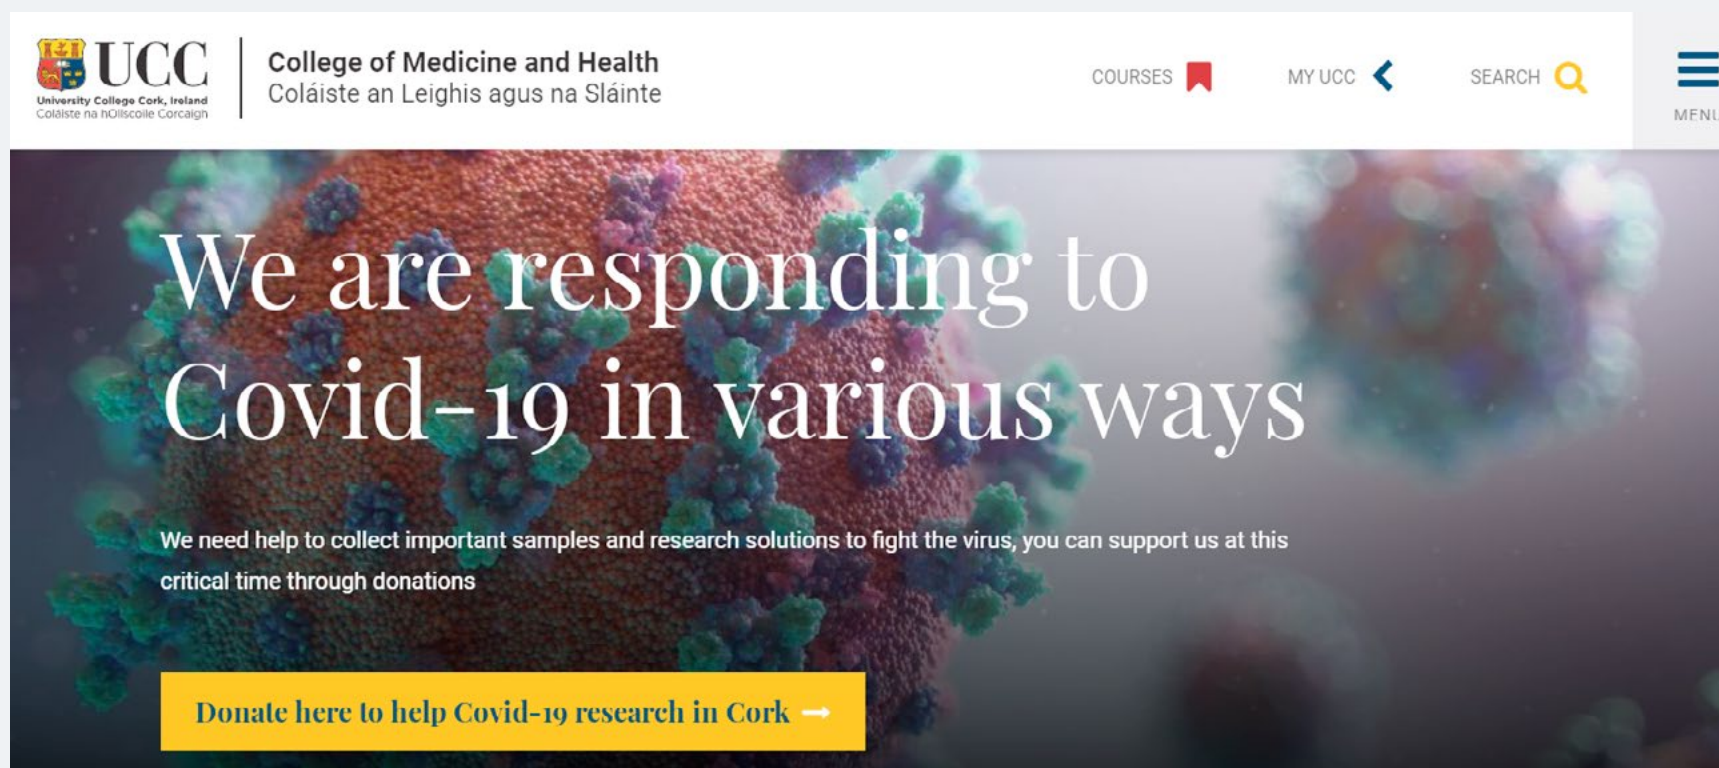 UCC
University College Cork, Ireland
Coláiste na hOllscoile Corcaigh
College of Medicine and Health
Coláiste an Leighis agus na Sláinte
COURSES
MY UCC
SEARCH
MENU
We are responding to
Covid-19 in various ways
We need help to collect important samples and research solutions to fight the virus, you can support us at this
critical time through donations
Donate here to help Covid-19 research in Cork